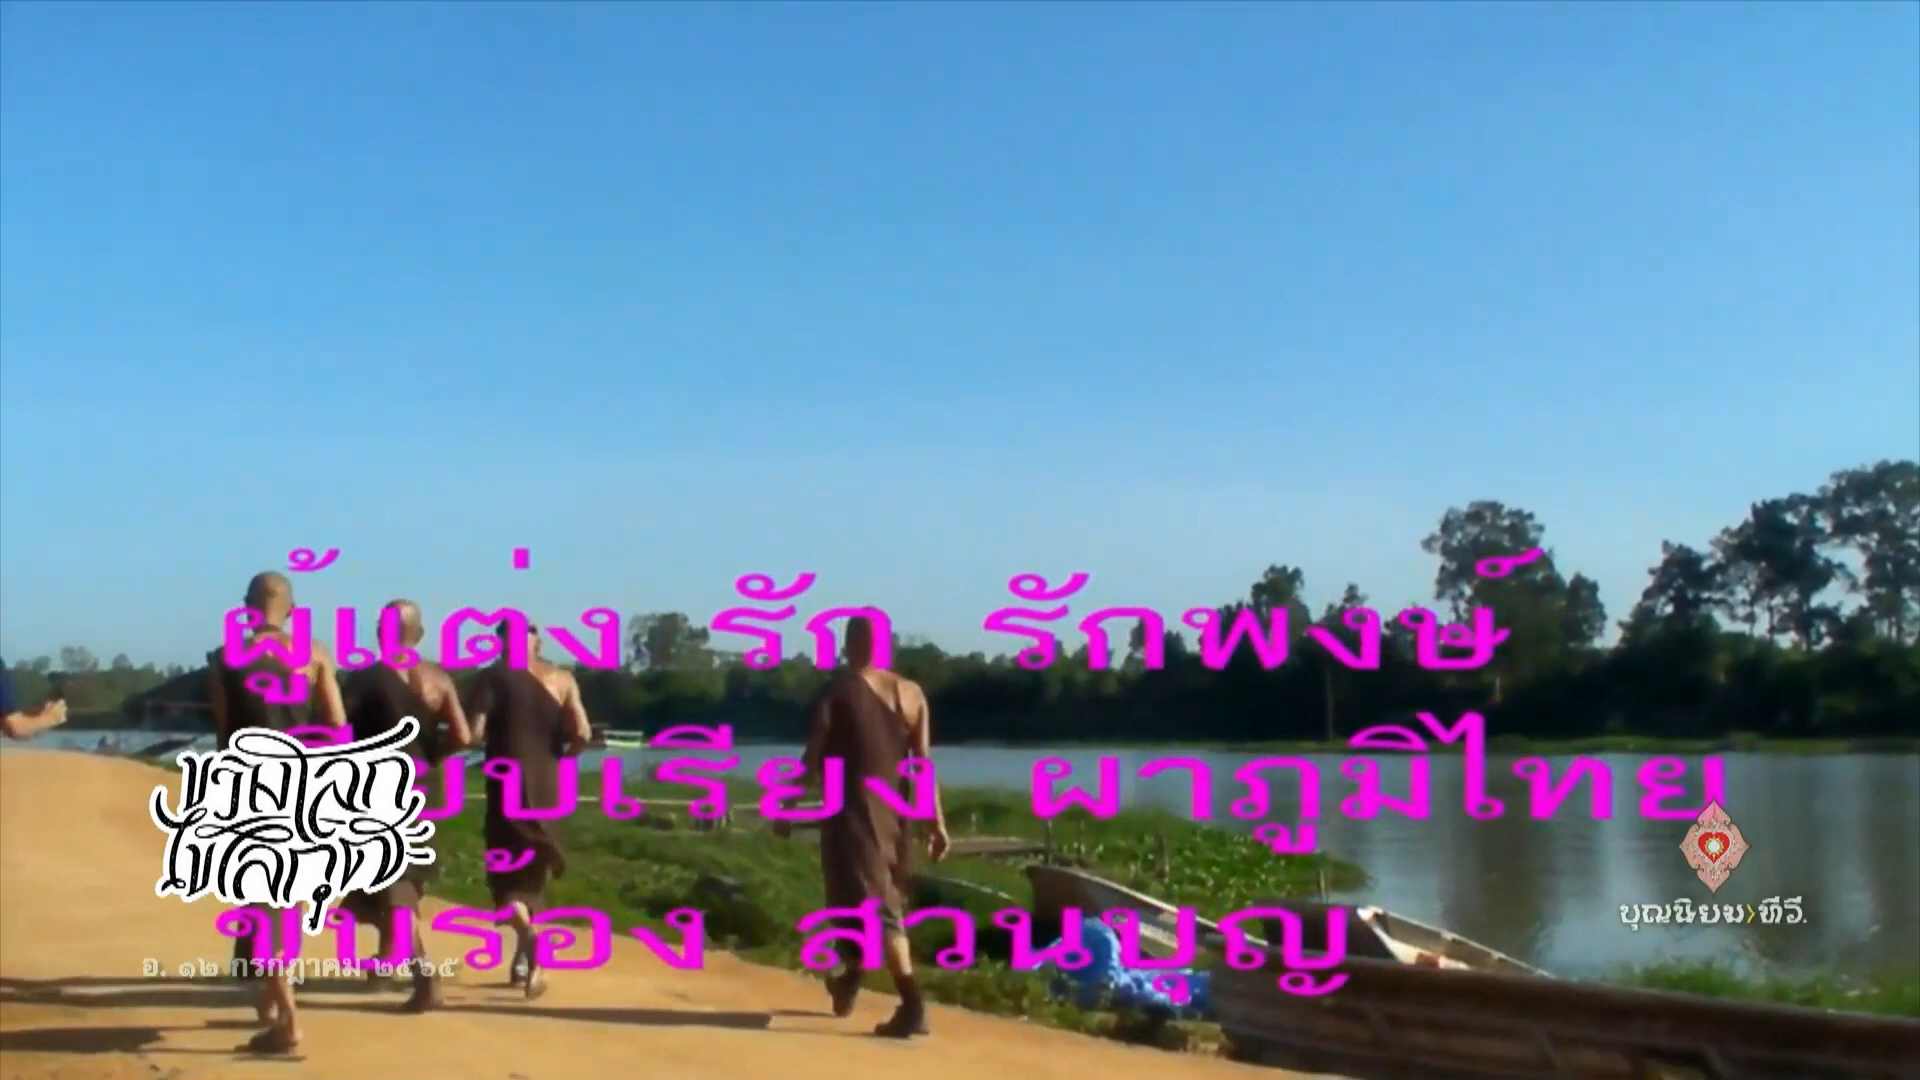 ผู้แต่ง รัก รักพงษ์
เรียบเรียง ผาภูมิไทย
ขับร้อง สวนบุญ
อ. ๑๒ กรกฎาคม ๒๕๖๕
บุญนิยม ทีวี.